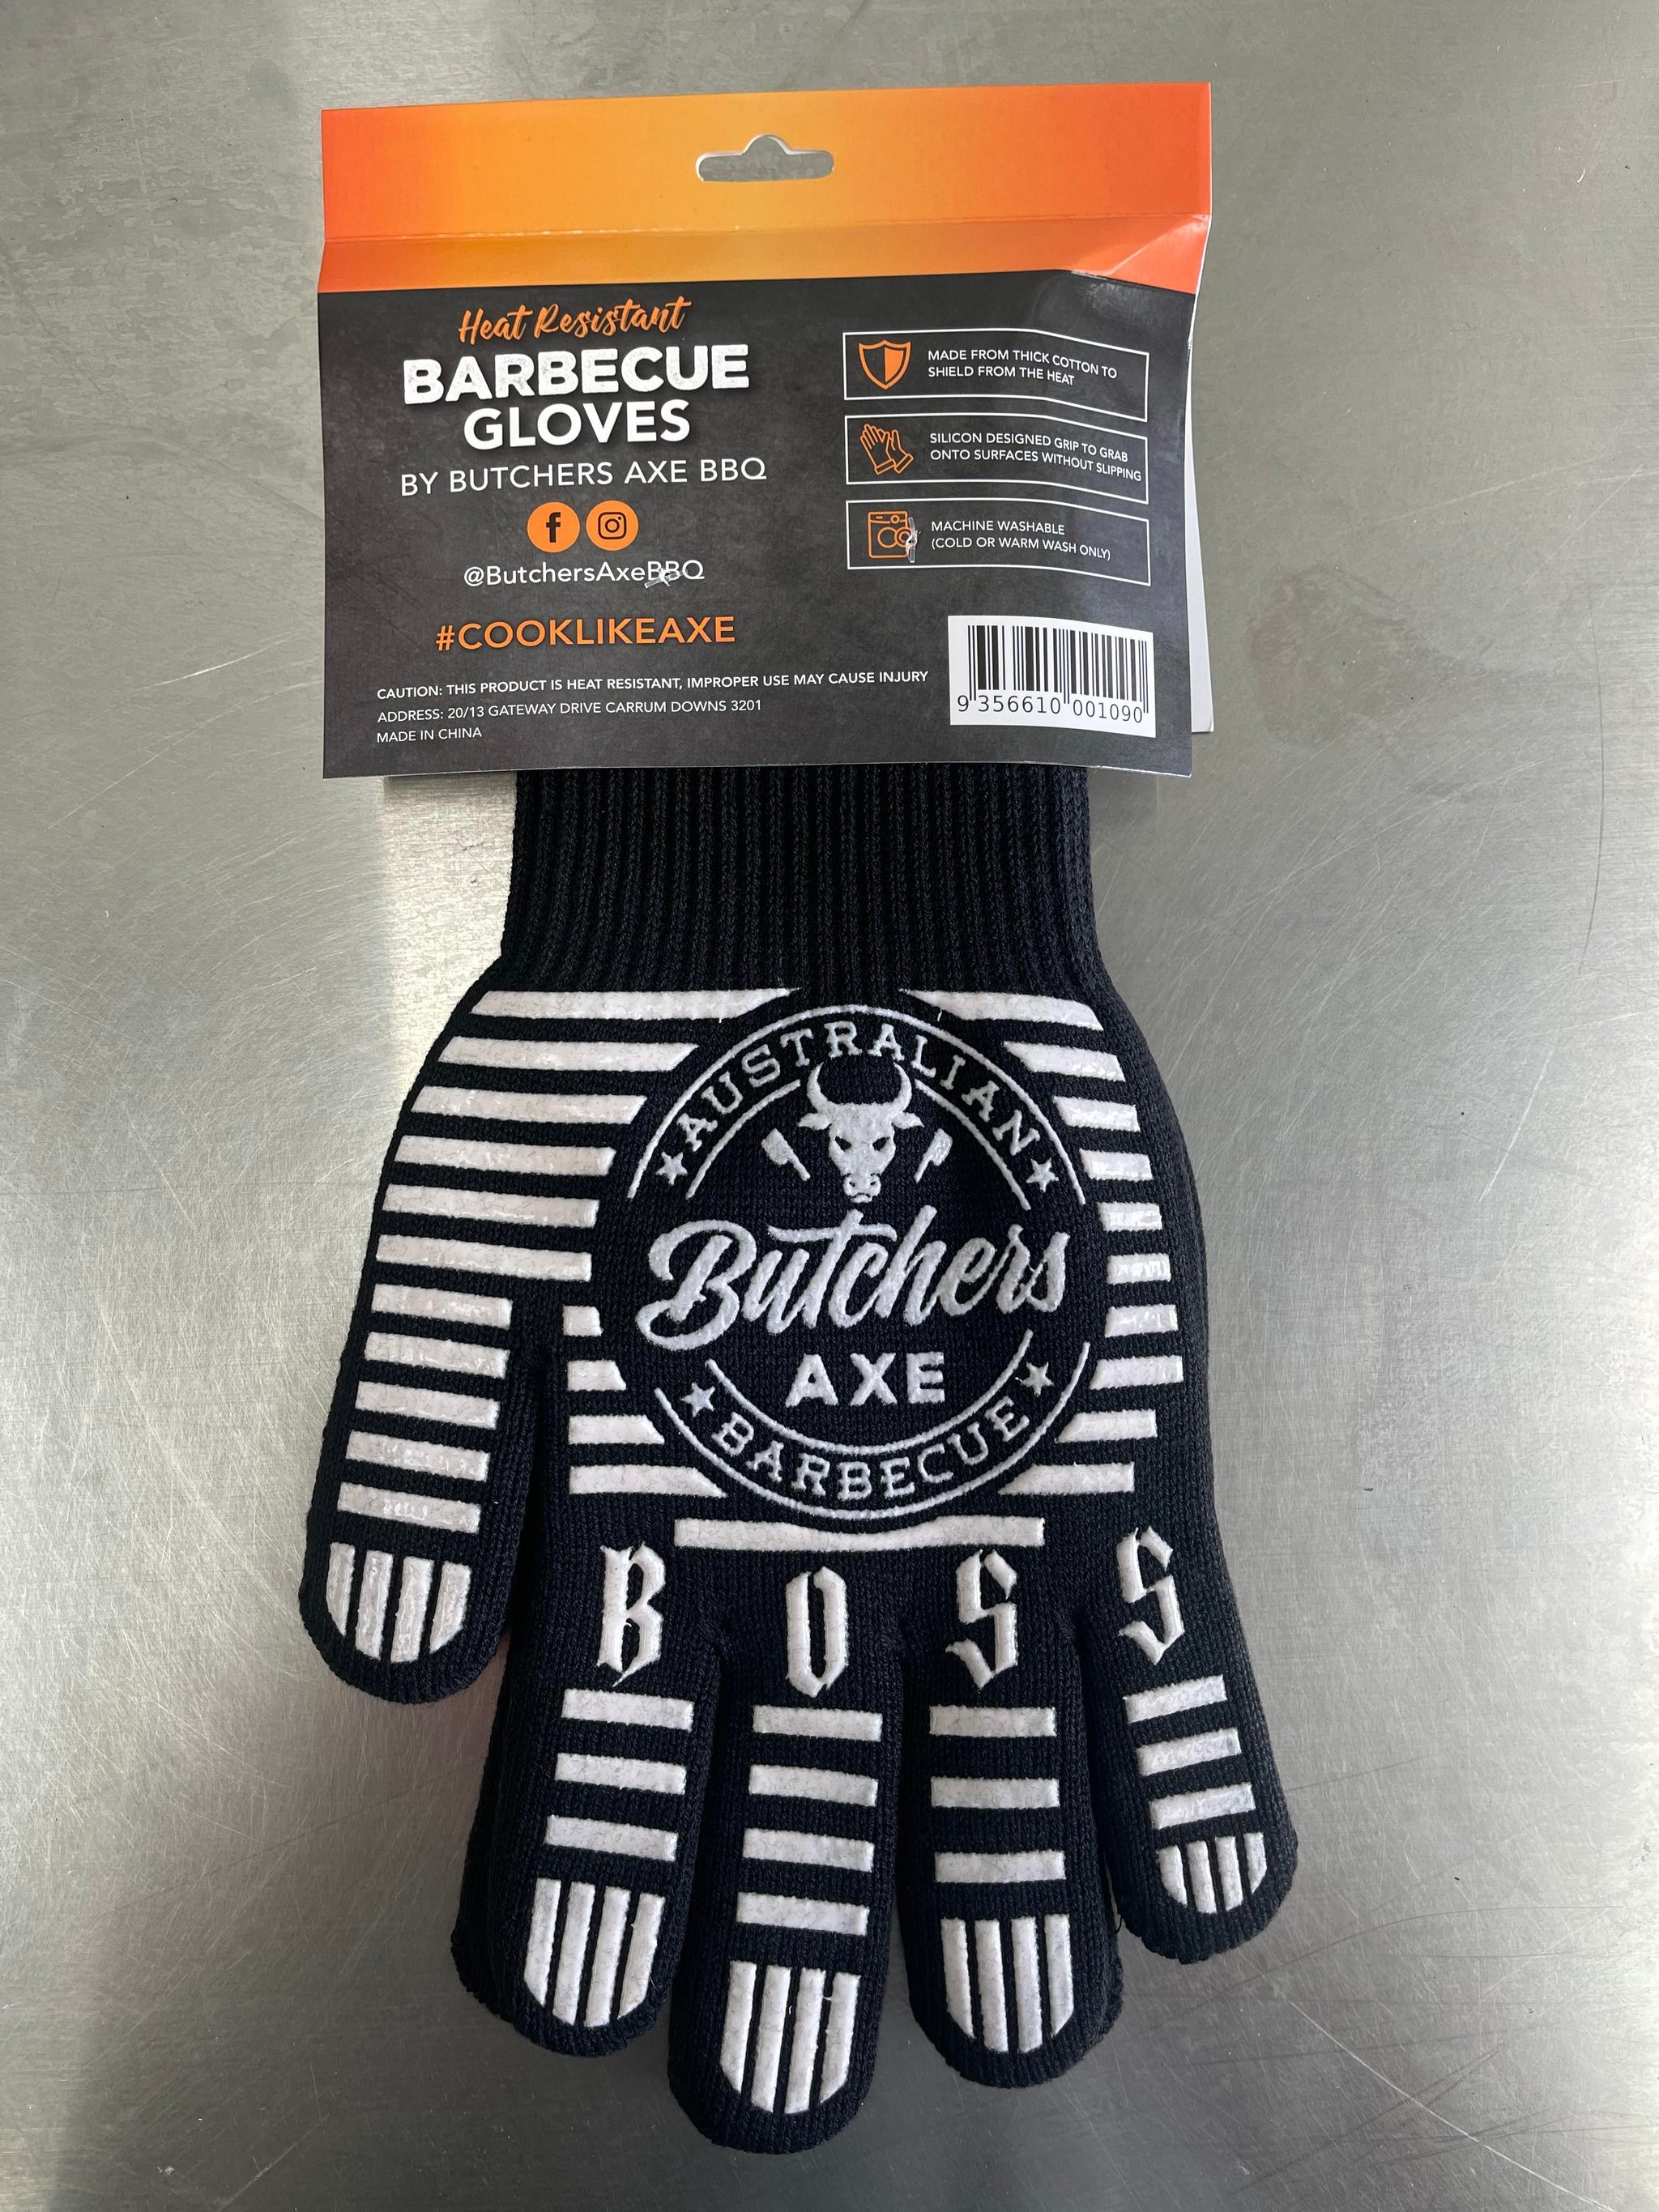 Heat Resistant
BARBECUE
GLOVES
BY BUTCHERS AXE BBQ
@ButchersAxeBBQ
#COOKLIKEAXE
CAUTION: THIS PRODUCT IS HEAT RESISTANT, IMPROPER USE MAY CAUSE INJURY
ADDRESS: 20/13 GATEWAY DRIVE CARRUM DOWNS 3201
MADE IN CHINA
MADE FROM THICK COTTON TO
SHIELD FROM THE HEAT
SILICON DESIGNED GRIP TO GRAB
ONTO SURFACES WITHOUT SLIPPING
MACHINE WASHABLE
(COLD OR WARM WASH ONLY)
9 356610 001090
AUSTRALIAN
Butchers
AXE
BARBECUE
BOSS